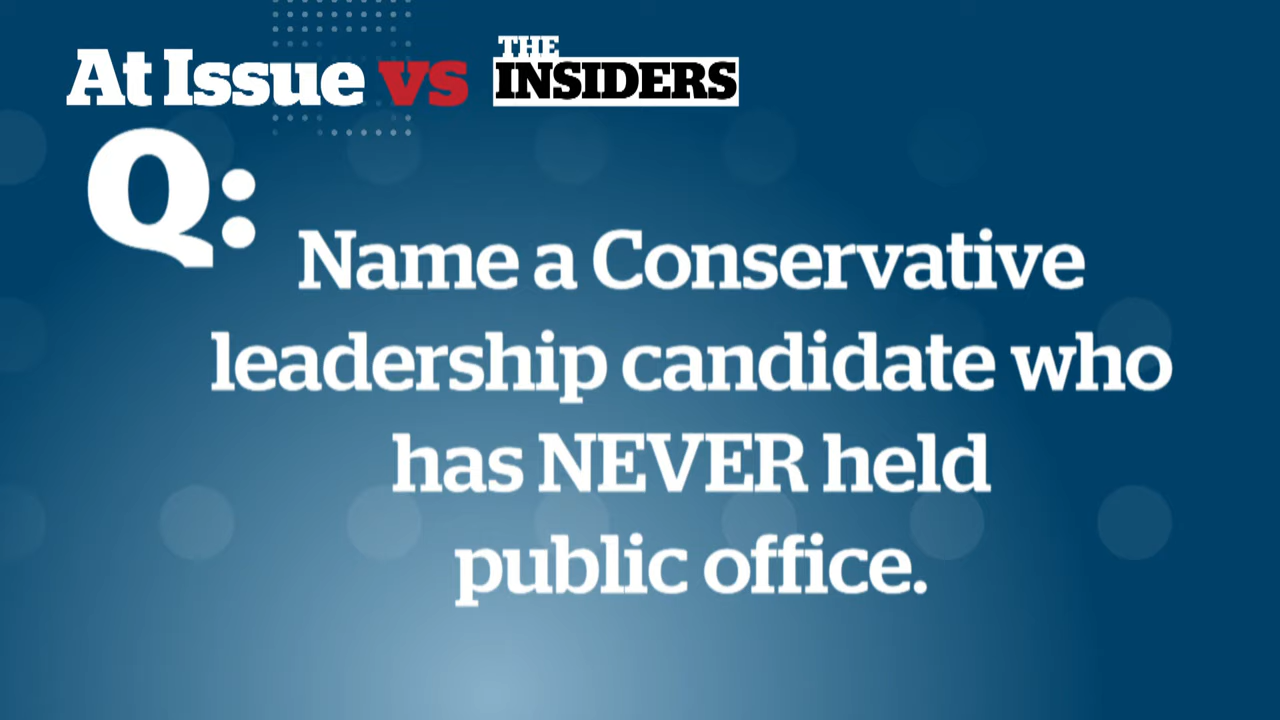 At Issue vs THE INSIDERS
Q:
Name a Conservative
leadership candidate who
has NEVER held
public office.